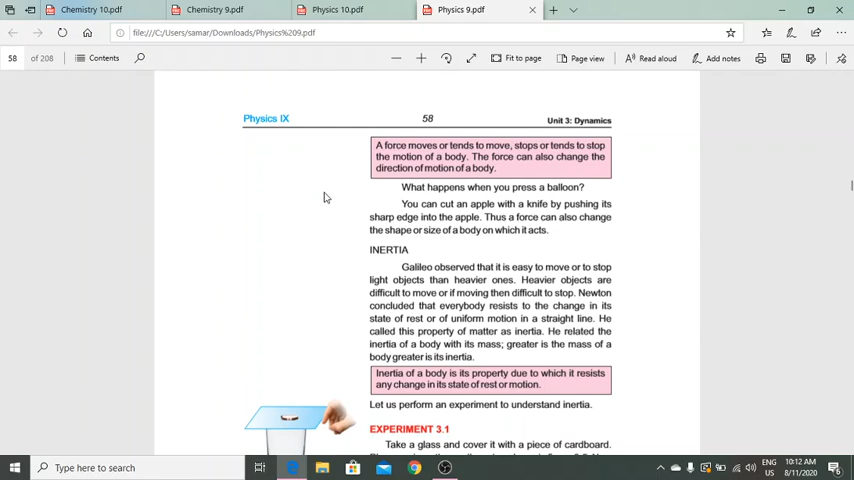 Chemistry 10.pdf
Chemistry 9.pdf
Physics 10.pdf
Physics 9.pdf
file:///C:/Users/samar/Downloads/Physics%209.pdf
58 of 208
Contents
Fit to page
Page view
Read aloud
Add notes
Physics IX
58
Unit 3: Dynamics
A force moves or tends to move, stops or tends to stop
the motion of a body. The force can also change the
direction of motion of a body.
What happens when you press a balloon?
You can cut an apple with a knife by pushing its
sharp edge into the apple. Thus a force can also change
the shape or size of a body on which it acts.
INERTIA
Galileo observed that it is easy to move or to stop
light objects than heavier ones. Heavier objects are
difficult to move or if moving then difficult to stop. Newton
concluded that everybody resists to the change in its
state of rest or of uniform motion in a straight line. He
called this property of matter as inertia. He related the
inertia of a body with its mass; greater is the mass of a
body greater is its inertia.
Inertia of a body is its property due to which it resists
any change in its state of rest or motion.
Let us perform an experiment to understand inertia.
EXPERIMENT 3.1
Take a glass and cover it with a piece of cardboard.
Type here to search
ENG
US
10:12 AM
8/11/2020